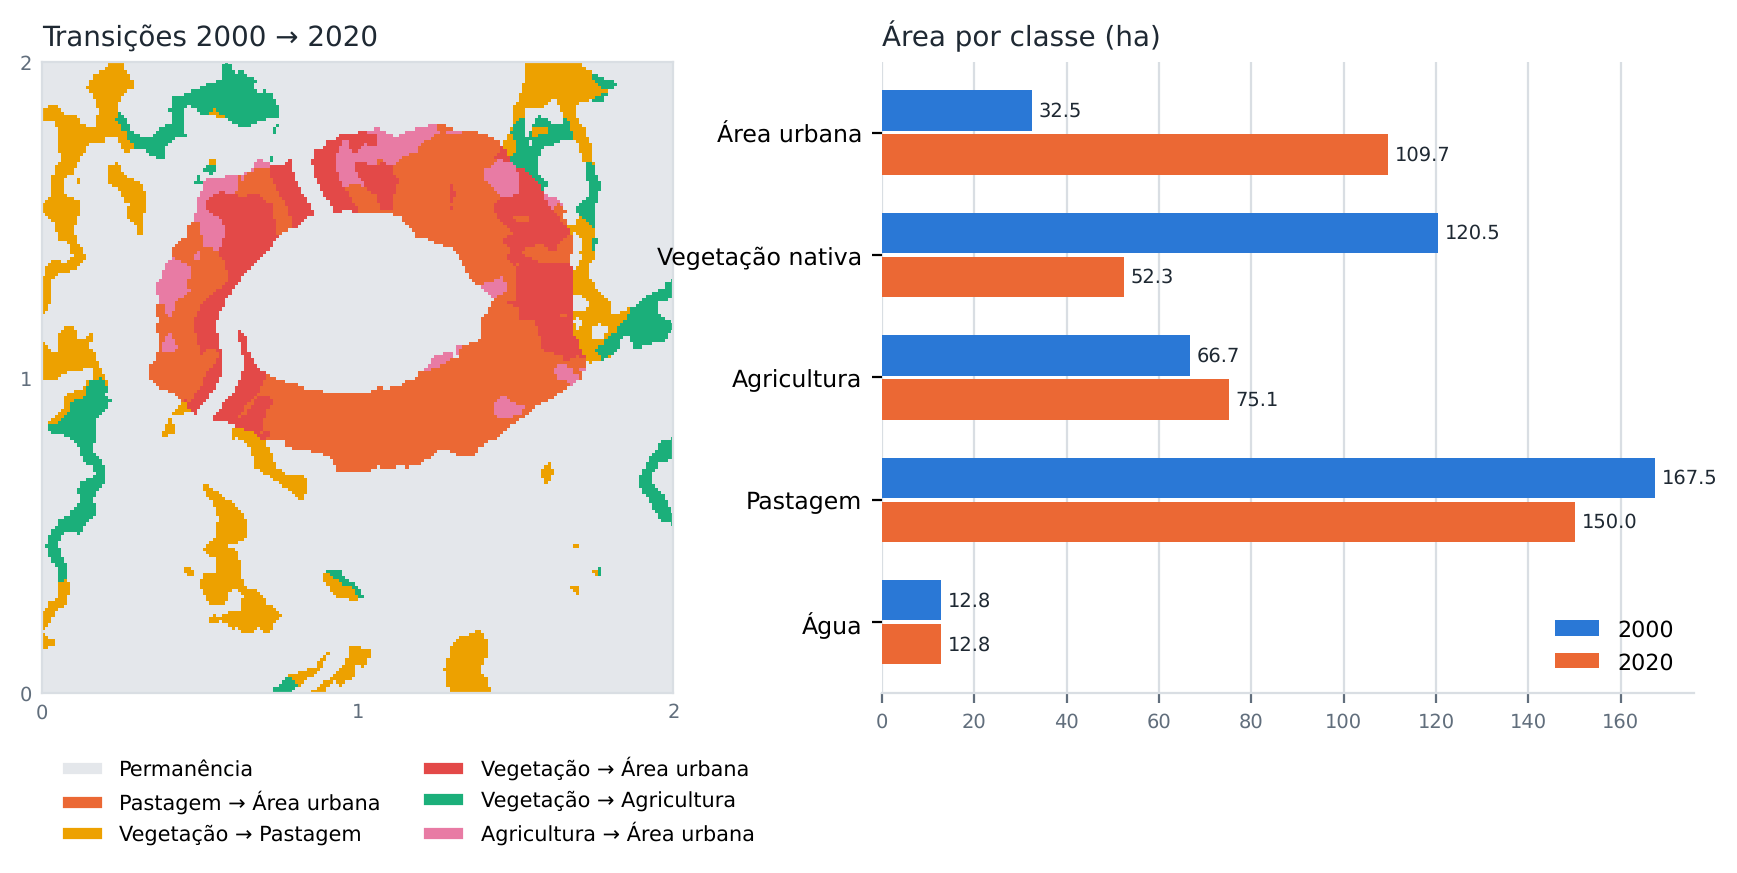 Transições 2000 → 2020
2
1
0
0
1
2
Permanência
Pastagem → Área urbana
Vegetação → Pastagem
Vegetação → Área urbana
Vegetação → Agricultura
Agricultura → Área urbana
Área por classe (ha)
Área urbana
32.5
109.7
Vegetação nativa
120.5
52.3
Agricultura
66.7
75.1
Pastagem
167.5
150.0
Água
12.8
12.8
2000
2020
0 20 40 60 80 100 120 140 160